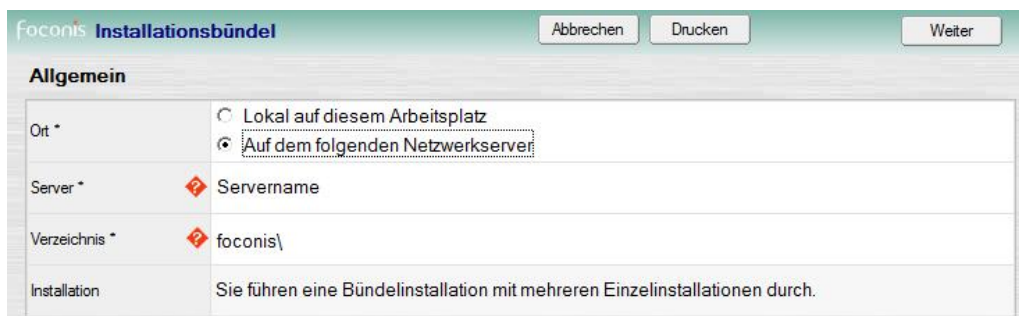 foconis Installationsbündel Abbrechen Drucken Weiter
Allgemein
Ort * Lokal auf diesem Arbeitsplatz
Auf dem folgenden Netzwerkserver
Server * Servername
Verzeichnis * foconis\
Installation Sie führen eine Bündelinstallation mit mehreren Einzelinstallationen durch.